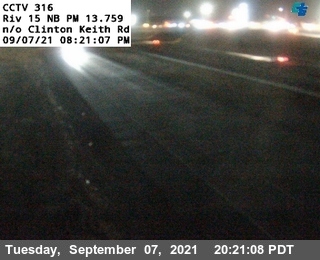 CCTV 316
Riv 15 NB PM 13.759
n/o Clinton Keith Rd
09/07/21 08:21:07 PM
Tuesday, September 07, 2021 20:21:08 PDT